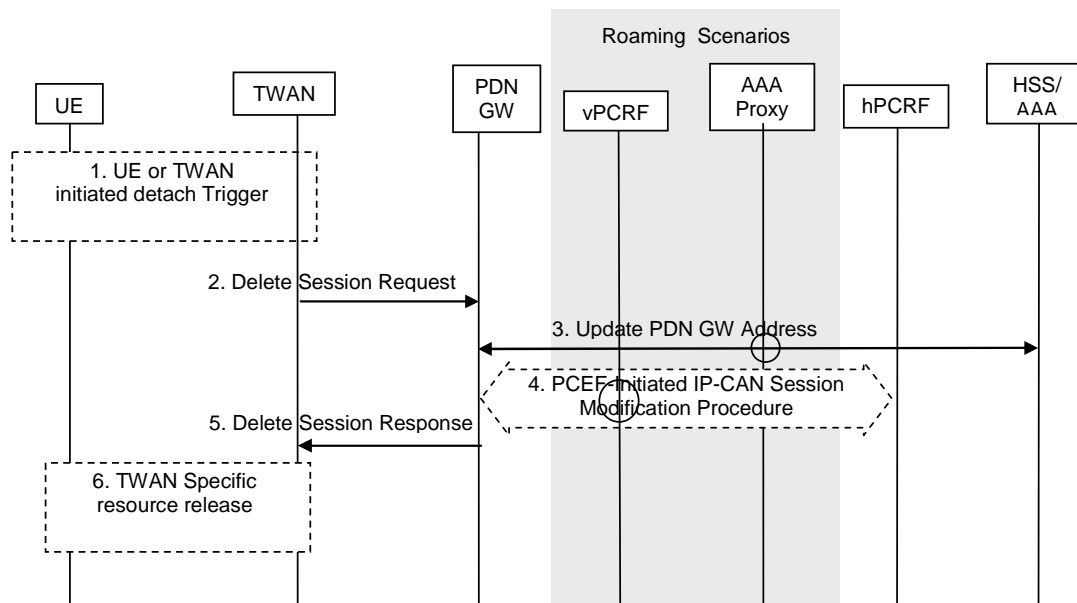 Roaming Scenarios
UE
TWAN
PDN
GW
vPCRF
AAA
Proxy
hPCRF
HSS/
AAA
1. UE or TWAN
initiated detach Trigger
2. Delete Session Request
3. Update PDN GW Address
4. PCEF-Initiated IP-CAN Session
Modification Procedure
5. Delete Session Response
6. TWAN Specific
resource release